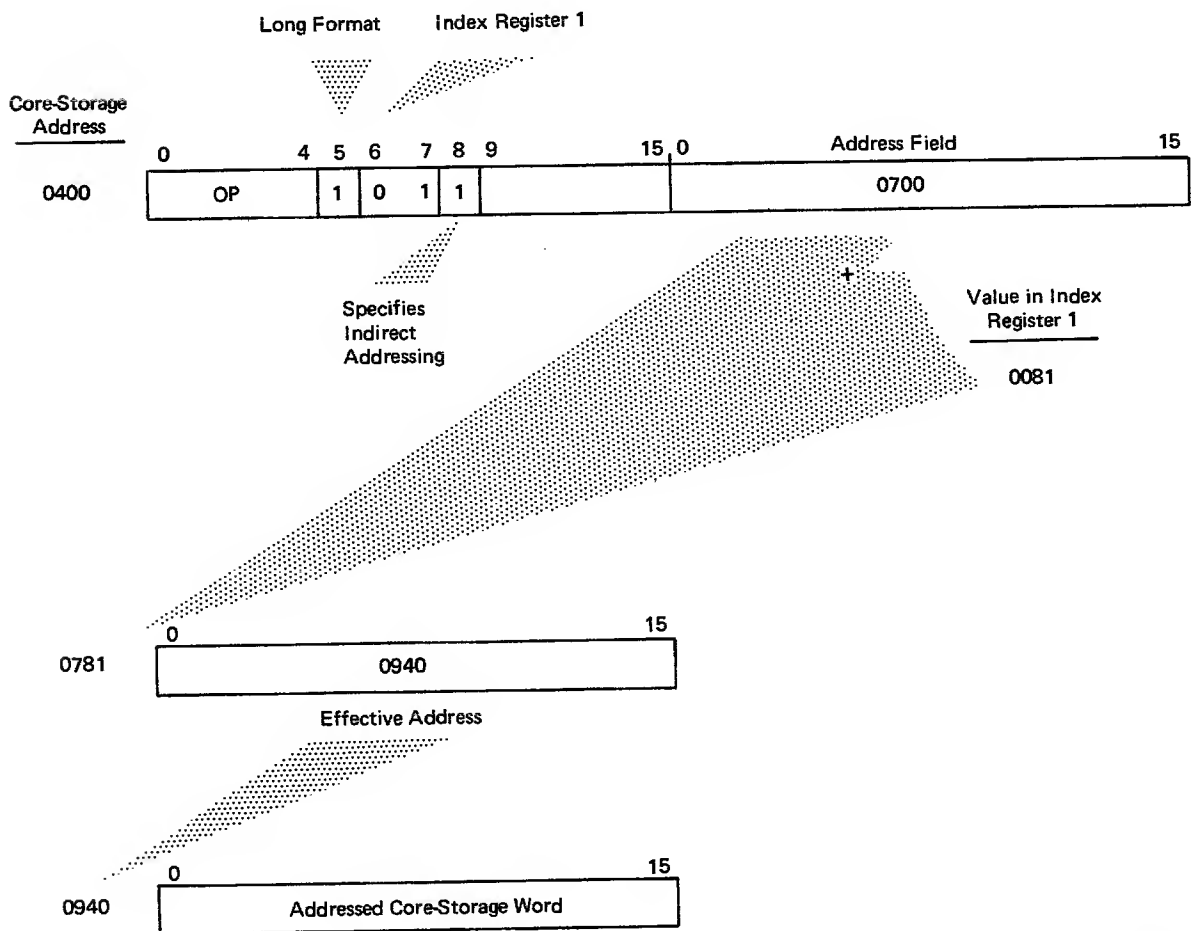 Long Format
Index Register 1
Core-Storage
Address
0 4 5 6 7 8 9 15 0 Address Field 15
0400 OP 1 0 1 1 0700
+
Specifies
Indirect
Addressing
Value in Index
Register 1
0081
0 15
0781 0940
Effective Address
0 15
0940 Addressed Core-Storage Word